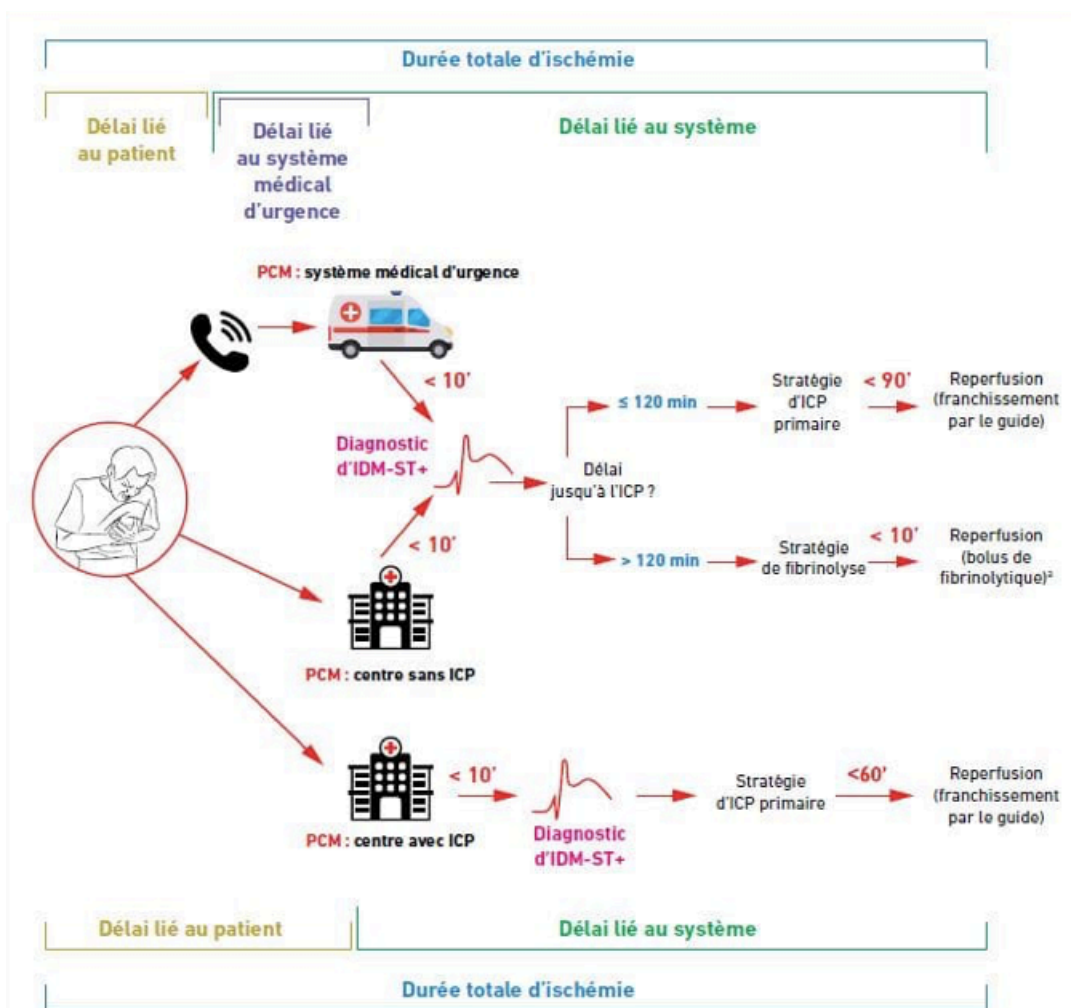 Durée totale d'ischémie
Délai lié
au patient
Délai lié
au système
médical
d'urgence
Délai lié au système
PCM : système médical d'urgence
< 10'
Diagnostic
d'IDM-ST+
< 10'
Délai
jusqu'à l'ICP ?
≤ 120 min
Stratégie
d'ICP
primaire
< 90'
Reperfusion
(franchissement
par le guide)
> 120 min
Stratégie
de fibrinolyse
< 10'
Reperfusion
(bolus de
fibrinolytique)²
PCM : centre sans ICP
PCM : centre avec ICP
< 10'
Diagnostic
d'IDM-ST+
Stratégie
d'ICP primaire
<60'
Reperfusion
(franchissement
par le guide)
Délai lié au patient
Délai lié au système
Durée totale d'ischémie